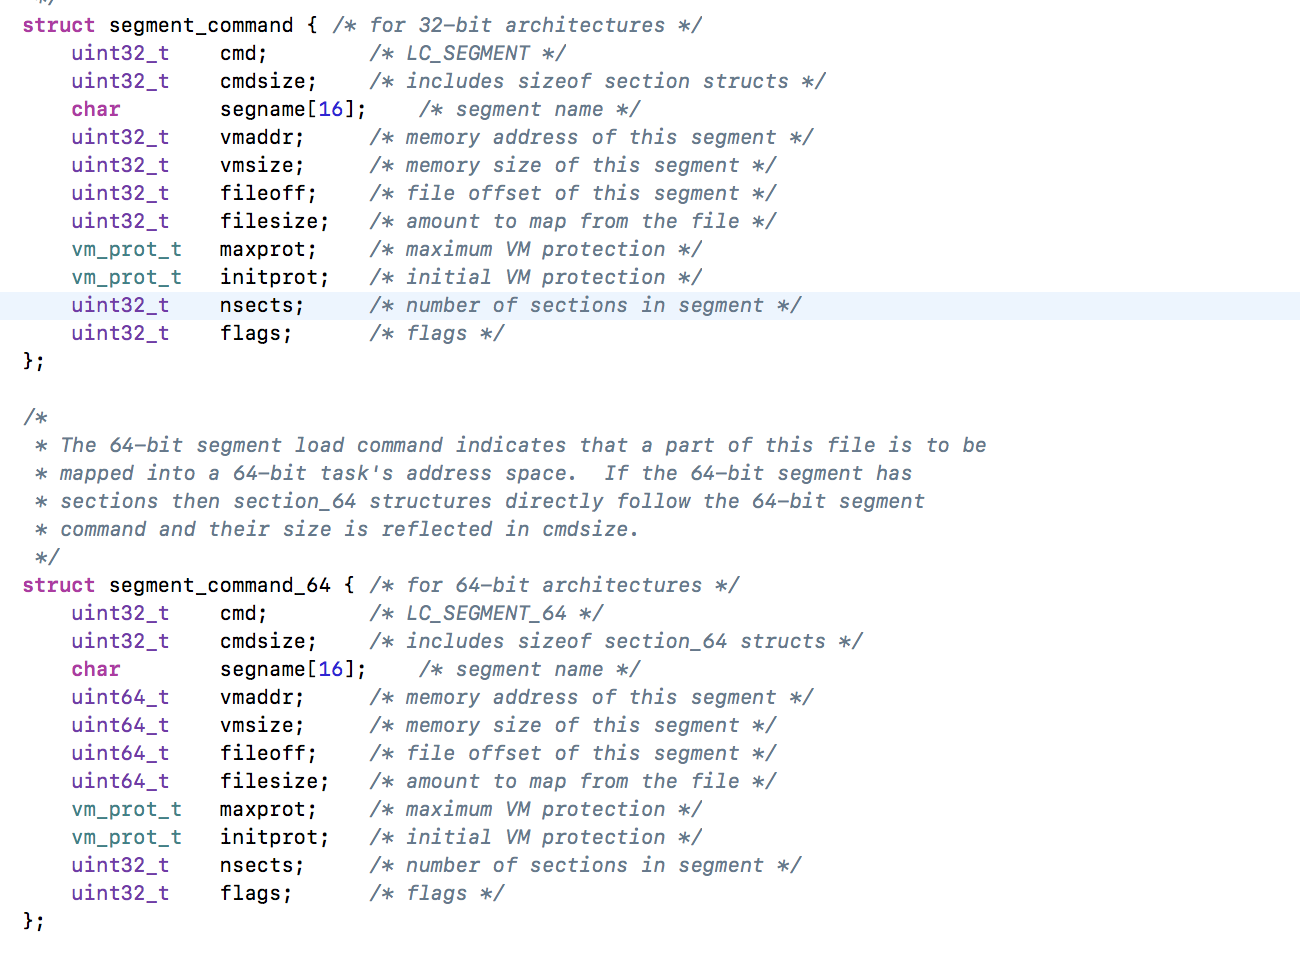 */
struct segment_command { /* for 32-bit architectures */
    uint32_t    cmd;        /* LC_SEGMENT */
    uint32_t    cmdsize;    /* includes sizeof section structs */
    char        segname[16];    /* segment name */
    uint32_t    vmaddr;     /* memory address of this segment */
    uint32_t    vmsize;     /* memory size of this segment */
    uint32_t    fileoff;    /* file offset of this segment */
    uint32_t    filesize;   /* amount to map from the file */
    vm_prot_t   maxprot;    /* maximum VM protection */
    vm_prot_t   initprot;   /* initial VM protection */
    uint32_t    nsects;     /* number of sections in segment */
    uint32_t    flags;      /* flags */
};

/*
 * The 64-bit segment load command indicates that a part of this file is to be
 * mapped into a 64-bit task's address space.  If the 64-bit segment has
 * sections then section_64 structures directly follow the 64-bit segment
 * command and their size is reflected in cmdsize.
 */
struct segment_command_64 { /* for 64-bit architectures */
    uint32_t    cmd;        /* LC_SEGMENT_64 */
    uint32_t    cmdsize;    /* includes sizeof section_64 structs */
    char        segname[16];    /* segment name */
    uint64_t    vmaddr;     /* memory address of this segment */
    uint64_t    vmsize;     /* memory size of this segment */
    uint64_t    fileoff;    /* file offset of this segment */
    uint64_t    filesize;   /* amount to map from the file */
    vm_prot_t   maxprot;    /* maximum VM protection */
    vm_prot_t   initprot;   /* initial VM protection */
    uint32_t    nsects;     /* number of sections in segment */
    uint32_t    flags;      /* flags */
};